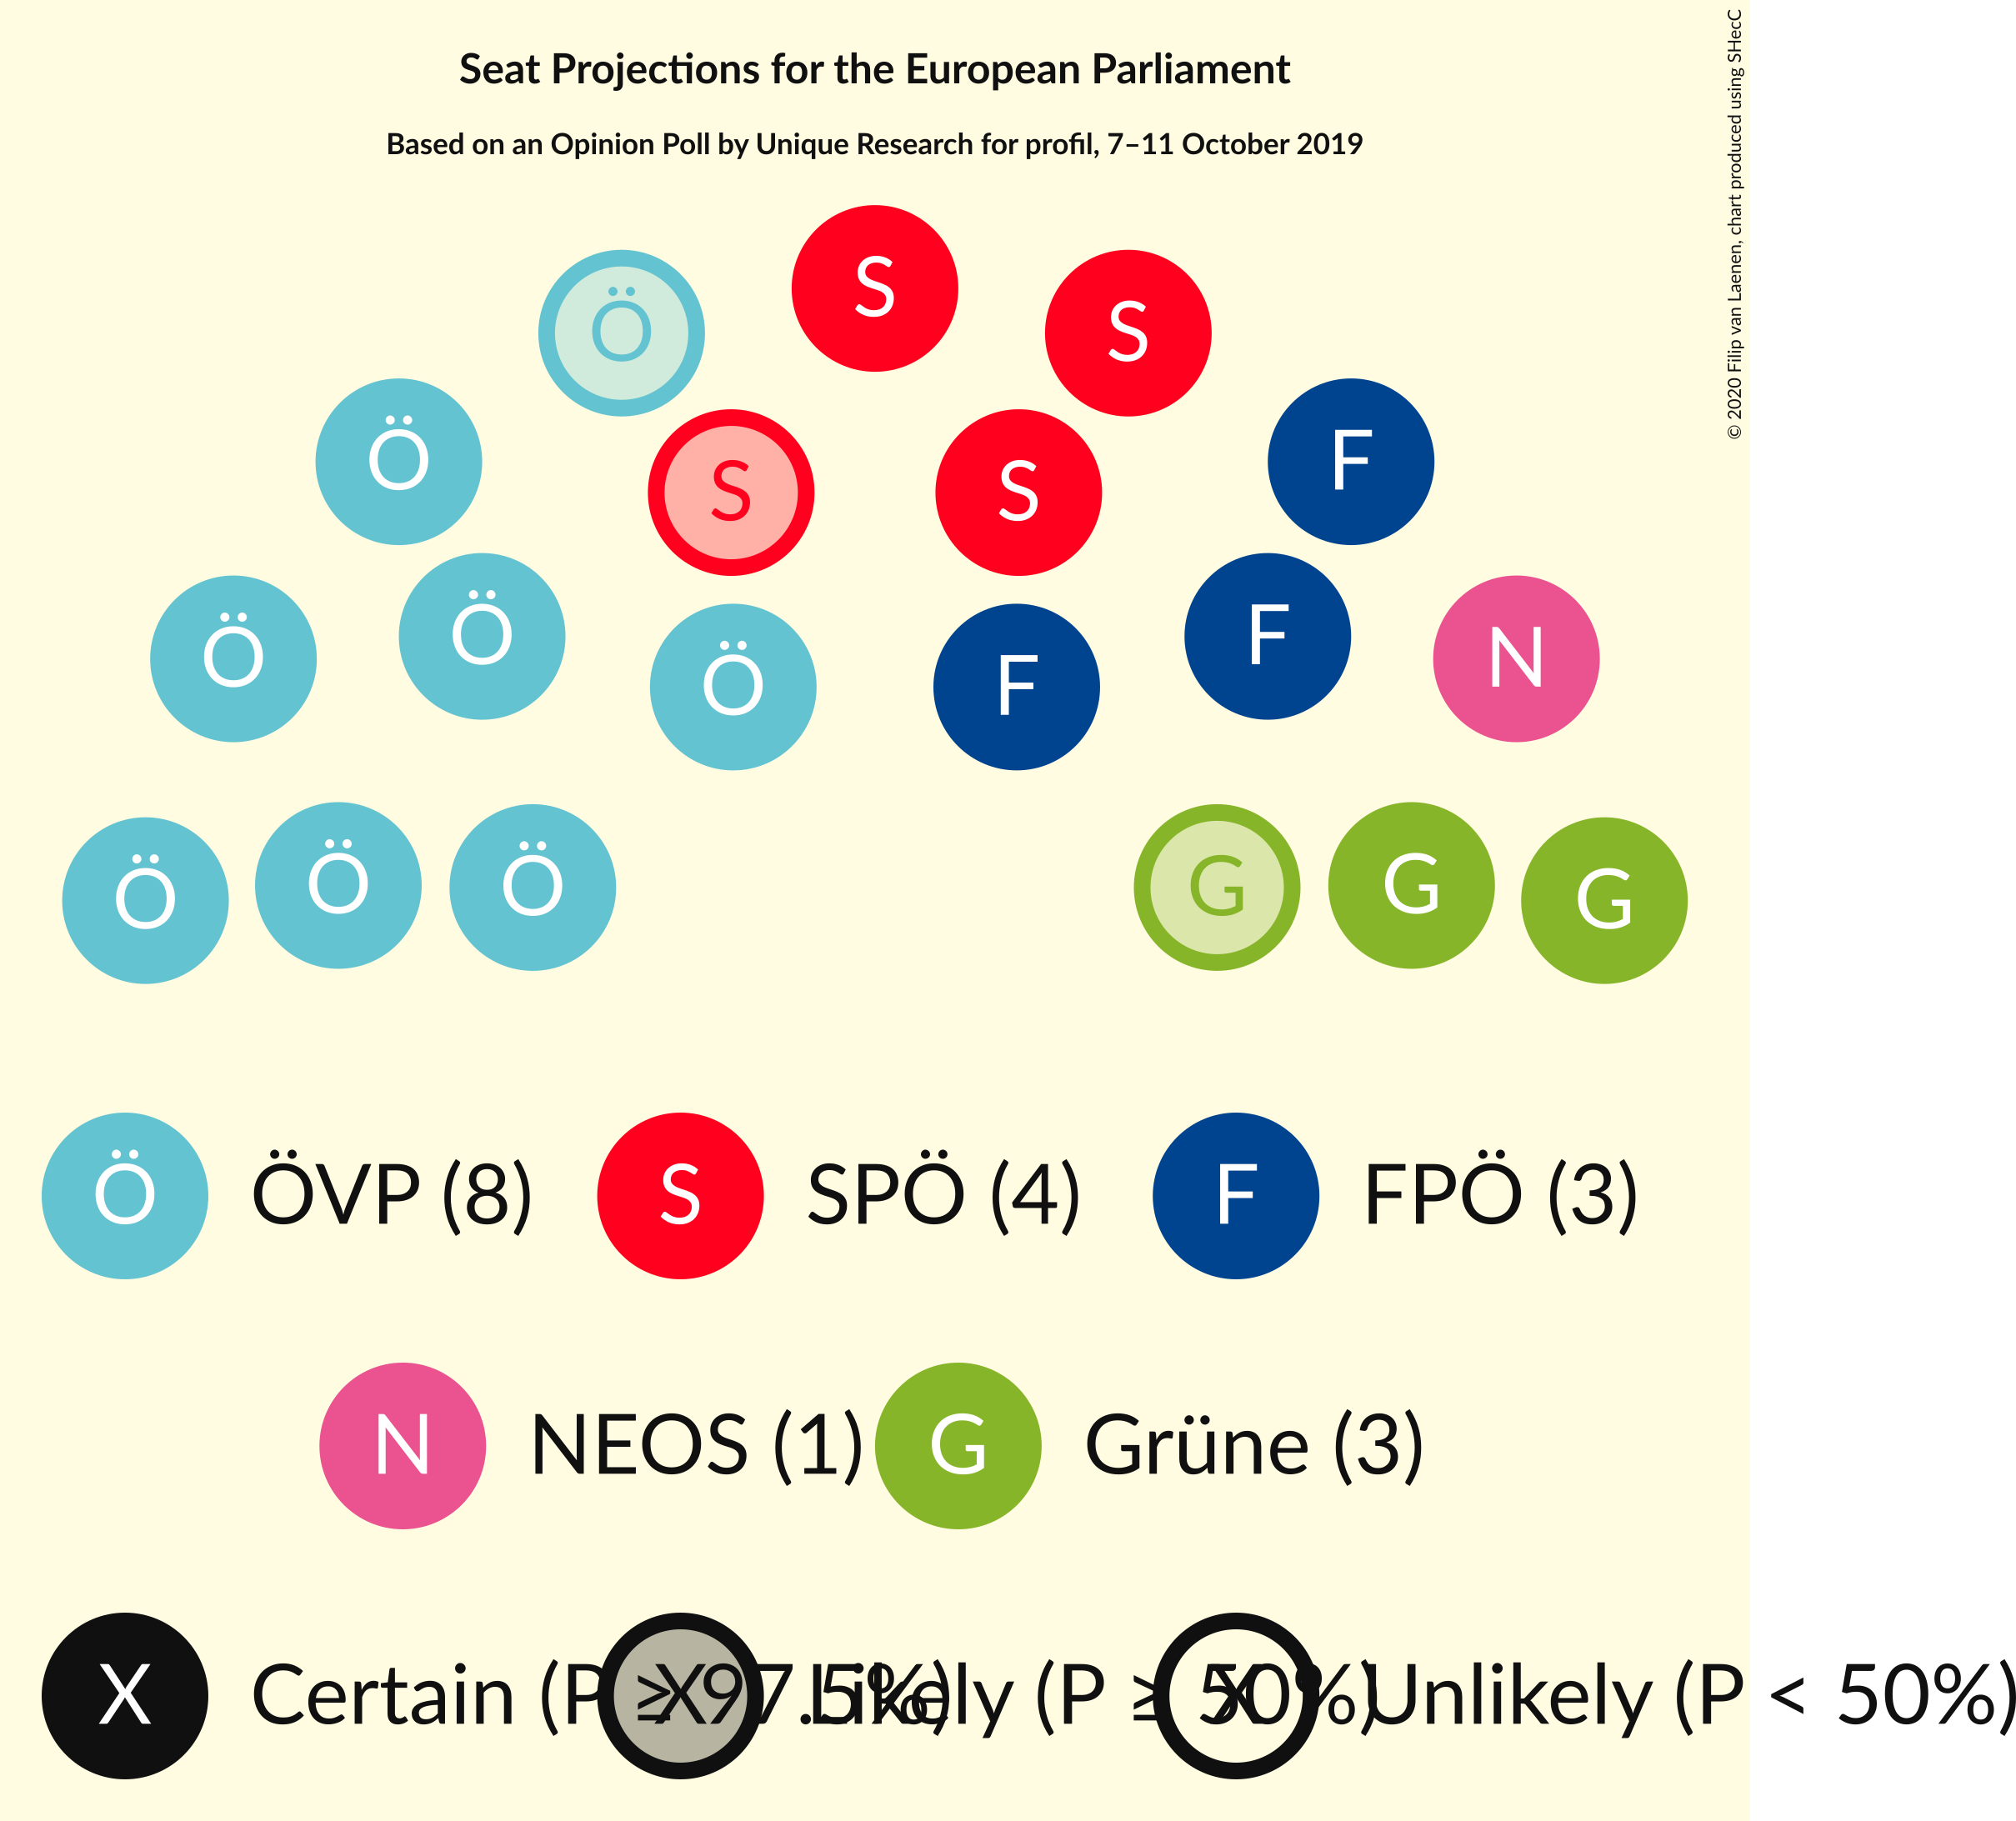 Seat Projections for the European Parliament
Based on an Opinion Poll by Unique Research for profil, 7–11 October 2019
© 2020 Filip van Laenen, chart produced using SHecC
S
Ö S
Ö F
S S
Ö Ö F N
Ö F
Ö Ö Ö G G G
Ö ÖVP (8) S SPÖ (4) F FPÖ (3)
N NEOS (1) G Grüne (3)
X Certain (P ≥ 97.5%) X Likely (P ≥ 50%) X Unlikely (P < 50%)